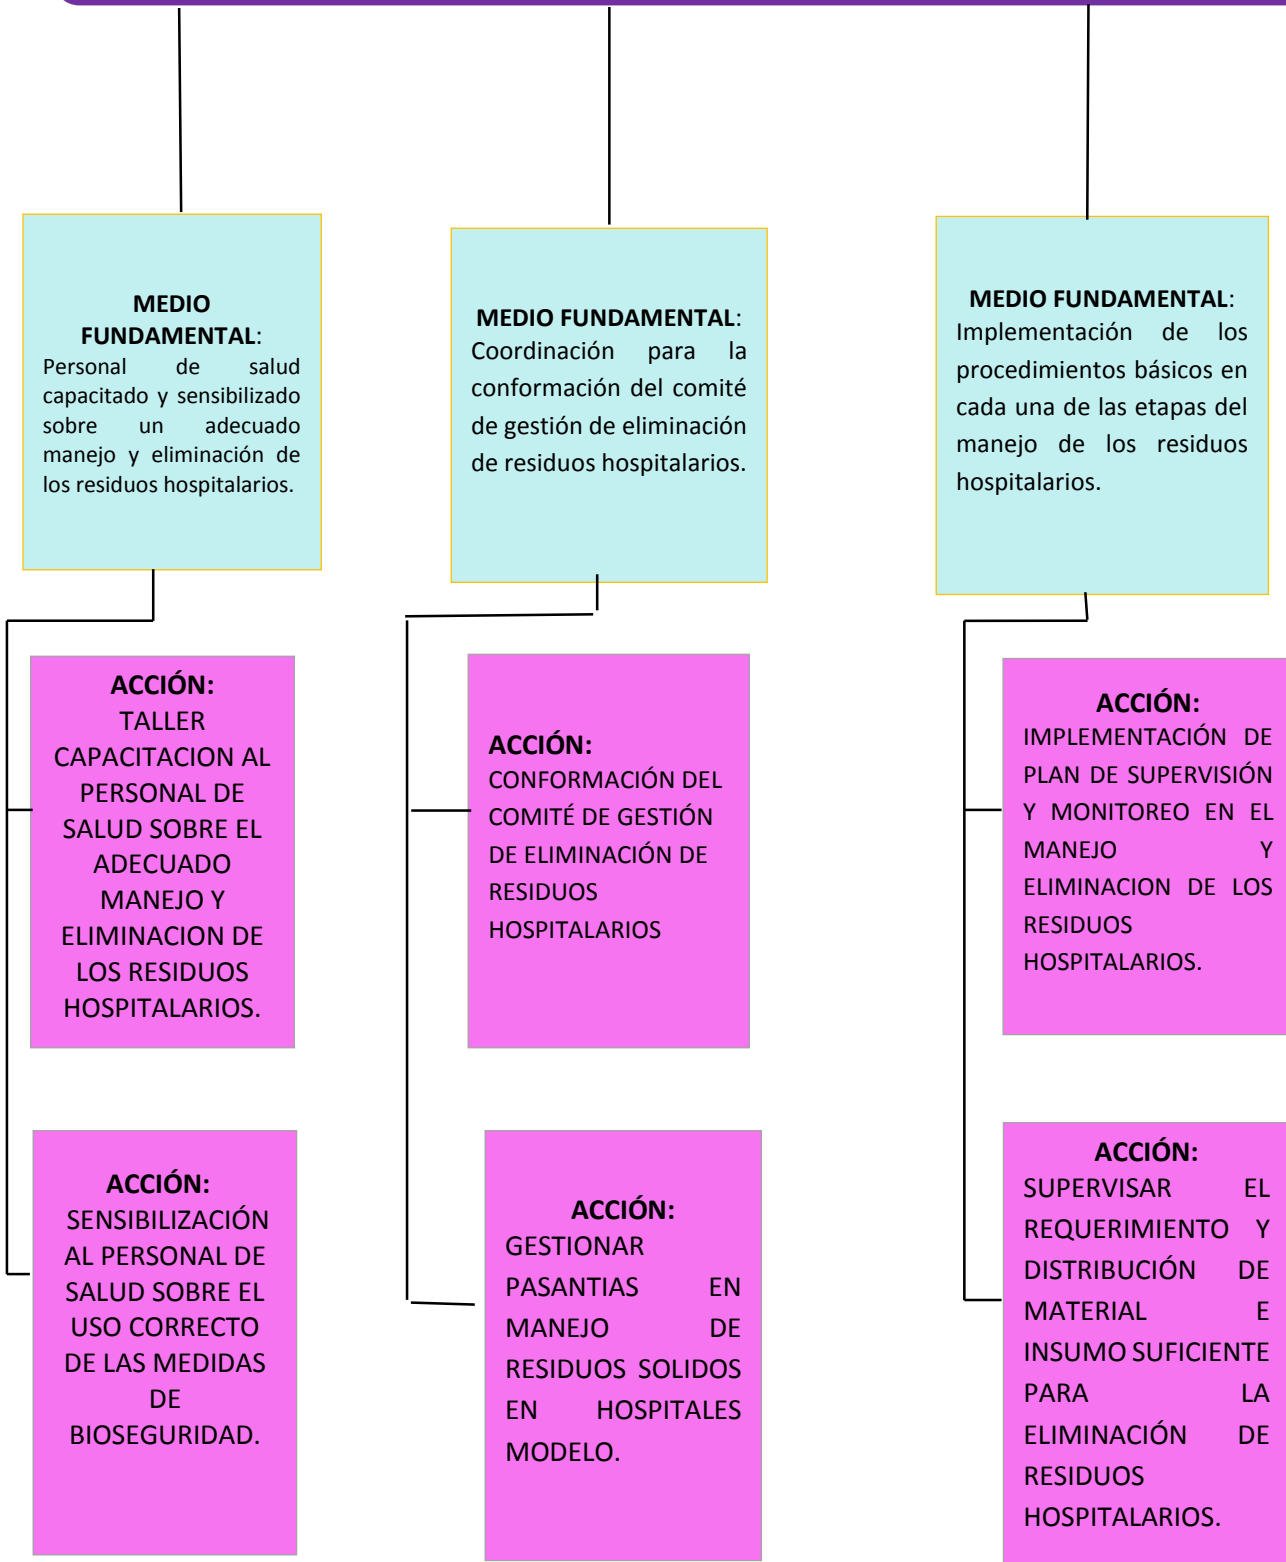 MEDIO
FUNDAMENTAL:
Personal de salud
capacitado y sensibilizado
sobre un adecuado
manejo y eliminación de
los residuos hospitalarios.
MEDIO FUNDAMENTAL:
Coordinación para la
conformación del comité
de gestión de eliminación
de residuos hospitalarios.
MEDIO FUNDAMENTAL:
Implementación de los
procedimientos básicos en
cada una de las etapas del
manejo de los residuos
hospitalarios.
ACCIÓN:
TALLER
CAPACITACION AL
PERSONAL DE
SALUD SOBRE EL
ADECUADO
MANEJO Y
ELIMINACION DE
LOS RESIDUOS
HOSPITALARIOS.
ACCIÓN:
CONFORMACIÓN DEL
COMITÉ DE GESTIÓN
DE ELIMINACIÓN DE
RESIDUOS
HOSPITALARIOS
ACCIÓN:
IMPLEMENTACIÓN DE
PLAN DE SUPERVISIÓN
Y MONITOREO EN EL
MANEJO Y
ELIMINACION DE LOS
RESIDUOS
HOSPITALARIOS.
ACCIÓN:
SENSIBILIZACIÓN
AL PERSONAL DE
SALUD SOBRE EL
USO CORRECTO
DE LAS MEDIDAS
DE
BIOSEGURIDAD.
ACCIÓN:
GESTIONAR
PASANTIAS EN
MANEJO DE
RESIDUOS SOLIDOS
EN HOSPITALES
MODELO.
ACCIÓN:
SUPERVISAR EL
REQUERIMIENTO Y
DISTRIBUCIÓN DE
MATERIAL E
INSUMO SUFICIENTE
PARA LA
ELIMINACIÓN DE
RESIDUOS
HOSPITALARIOS.